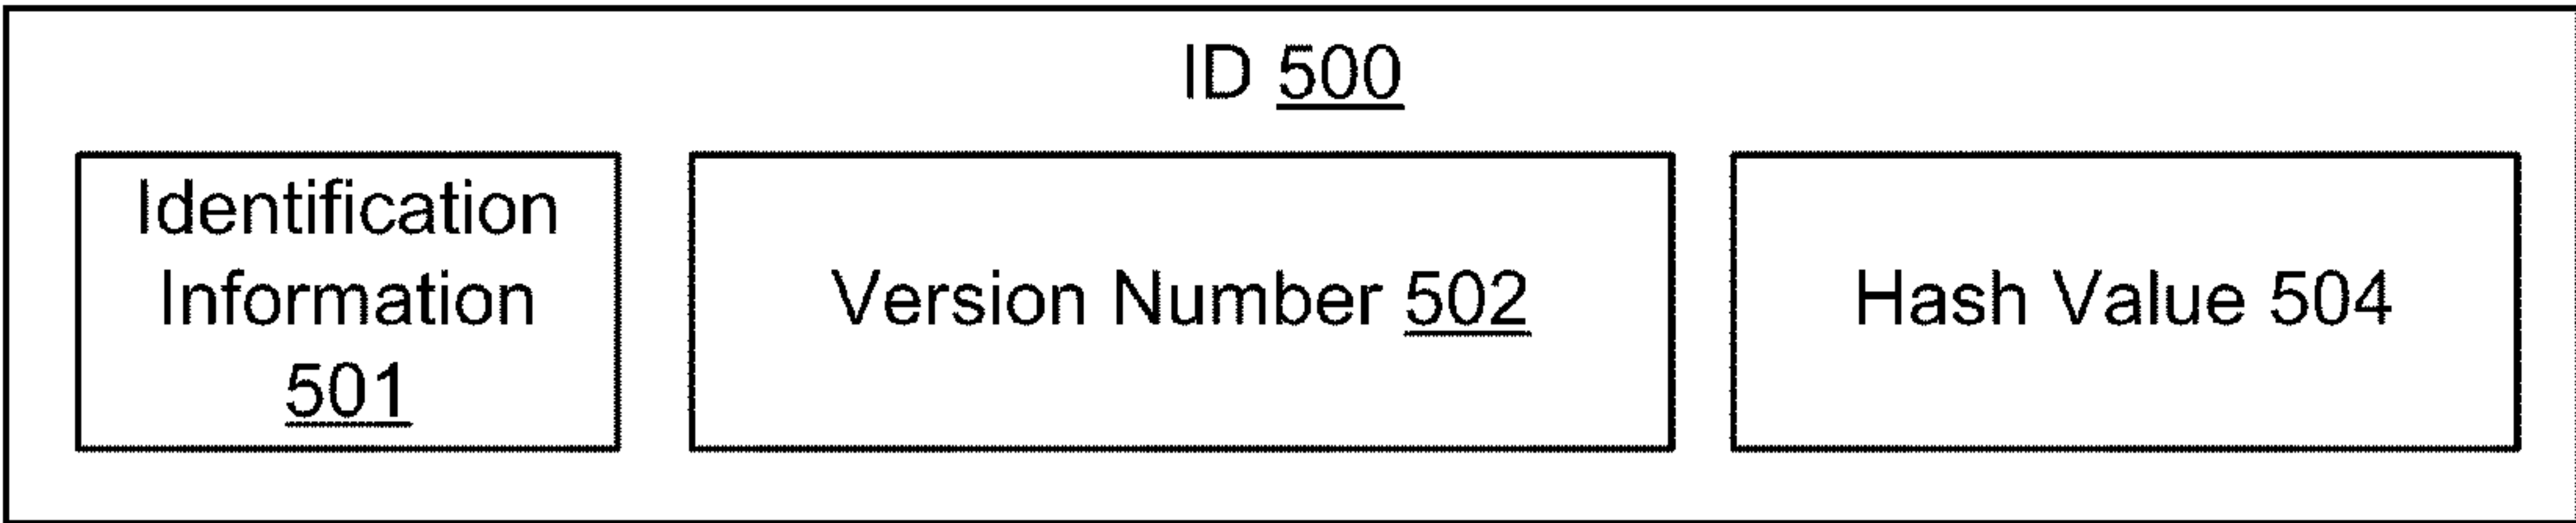 ID 500
Identification
Information
501
Version Number 502
Hash Value 504